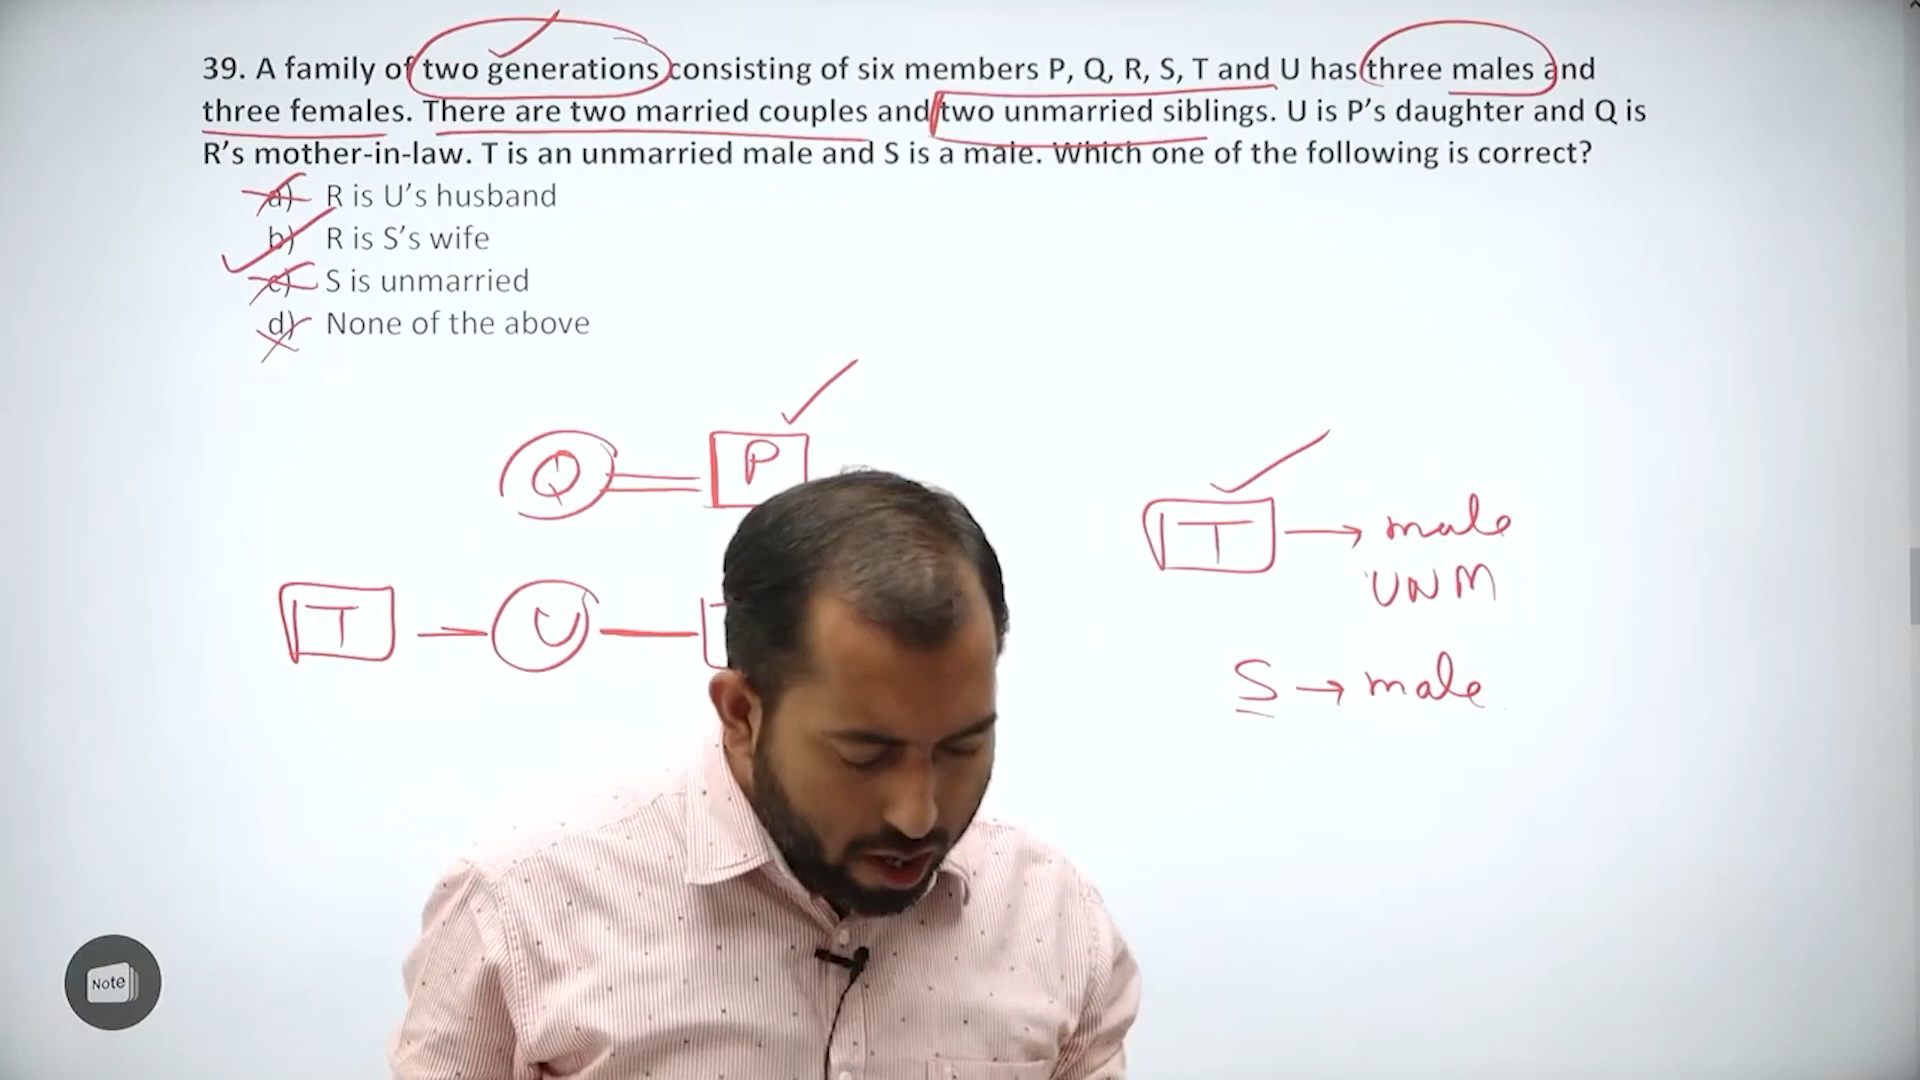 39. A family of two generations consisting of six members P, Q, R, S, T and U has three males and
three females. There are two married couples and two unmarried siblings. U is P’s daughter and Q is
R’s mother-in-law. T is an unmarried male and S is a male. Which one of the following is correct?
a) R is U’s husband
b) R is S’s wife
c) S is unmarried
d) None of the above
Q P
T → male
UNM
T U
S → male
Note